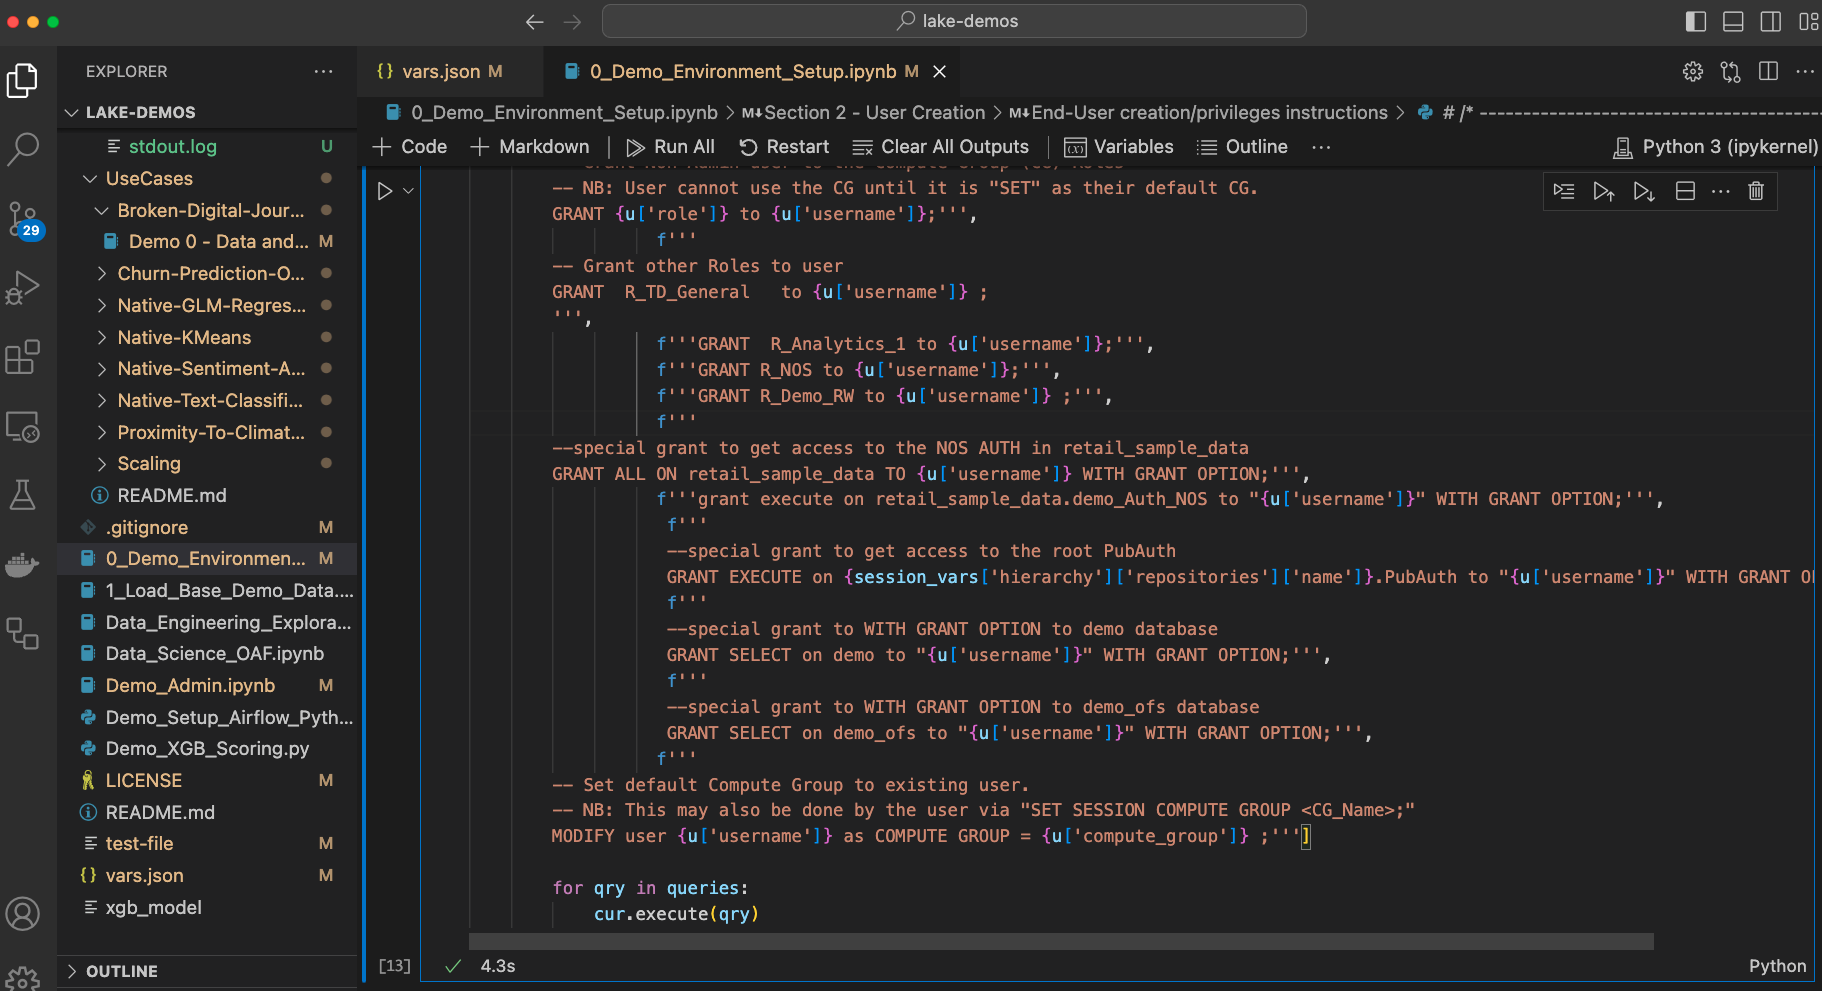 lake-demos
EXPLORER
LAKE-DEMOS
stdout.log U
UseCases
Broken-Digital-Jour...
Demo 0 - Data and... M
Churn-Prediction-O...
Native-GLM-Regres...
Native-KMeans
Native-Sentiment-A...
Native-Text-Classifi...
Proximity-To-Climat...
Scaling
README.md
.gitignore M
0_Demo_Environmen... M
1_Load_Base_Demo_Data....
Data_Engineering_Explora...
Data_Science_OAF.ipynb
Demo_Admin.ipynb M
Demo_Setup_Airflow_Pyth...
Demo_XGB_Scoring.py
LICENSE M
README.md
test-file M
{} vars.json M
xgb_model
OUTLINE
29
{} vars.json M
0_Demo_Environment_Setup.ipynb M
0_Demo_Environment_Setup.ipynb > M↓Section 2 - User Creation > M↓End-User creation/privileges instructions > # /* ---------------------------------
+ Code + Markdown Run All Restart Clear All Outputs (x) Variables Outline ... Python 3 (ipykernel)
-- NB: User cannot use the CG until it is "SET" as their default CG.
GRANT {u['role']} to {u['username']};''',
f'''
-- Grant other Roles to user
GRANT  R_TD_General   to {u['username']} ;
''',
f'''GRANT  R_Analytics_1 to {u['username']};''',
f'''GRANT R_NOS to {u['username']};''',
f'''GRANT R_Demo_RW to {u['username']} ;''',
f'''
--special grant to get access to the NOS AUTH in retail_sample_data
GRANT ALL ON retail_sample_data TO {u['username']} WITH GRANT OPTION;''',
f'''grant execute on retail_sample_data.demo_Auth_NOS to "{u['username']}" WITH GRANT OPTION;''',
f'''
--special grant to get access to the root PubAuth
GRANT EXECUTE on {session_vars['hierarchy']['repositories']['name']}.PubAuth to "{u['username']}" WITH GRANT
f'''
--special grant to WITH GRANT OPTION to demo database
GRANT SELECT on demo to "{u['username']}" WITH GRANT OPTION;''',
f'''
--special grant to WITH GRANT OPTION to demo_ofs database
GRANT SELECT on demo_ofs to "{u['username']}" WITH GRANT OPTION;''',
f'''
-- Set default Compute Group to existing user.
-- NB: This may also be done by the user via "SET SESSION COMPUTE GROUP <CG_Name>;"
MODIFY user {u['username']} as COMPUTE GROUP = {u['compute_group']} ;''']
for qry in queries:
cur.execute(qry)
[13] 4.3s Python